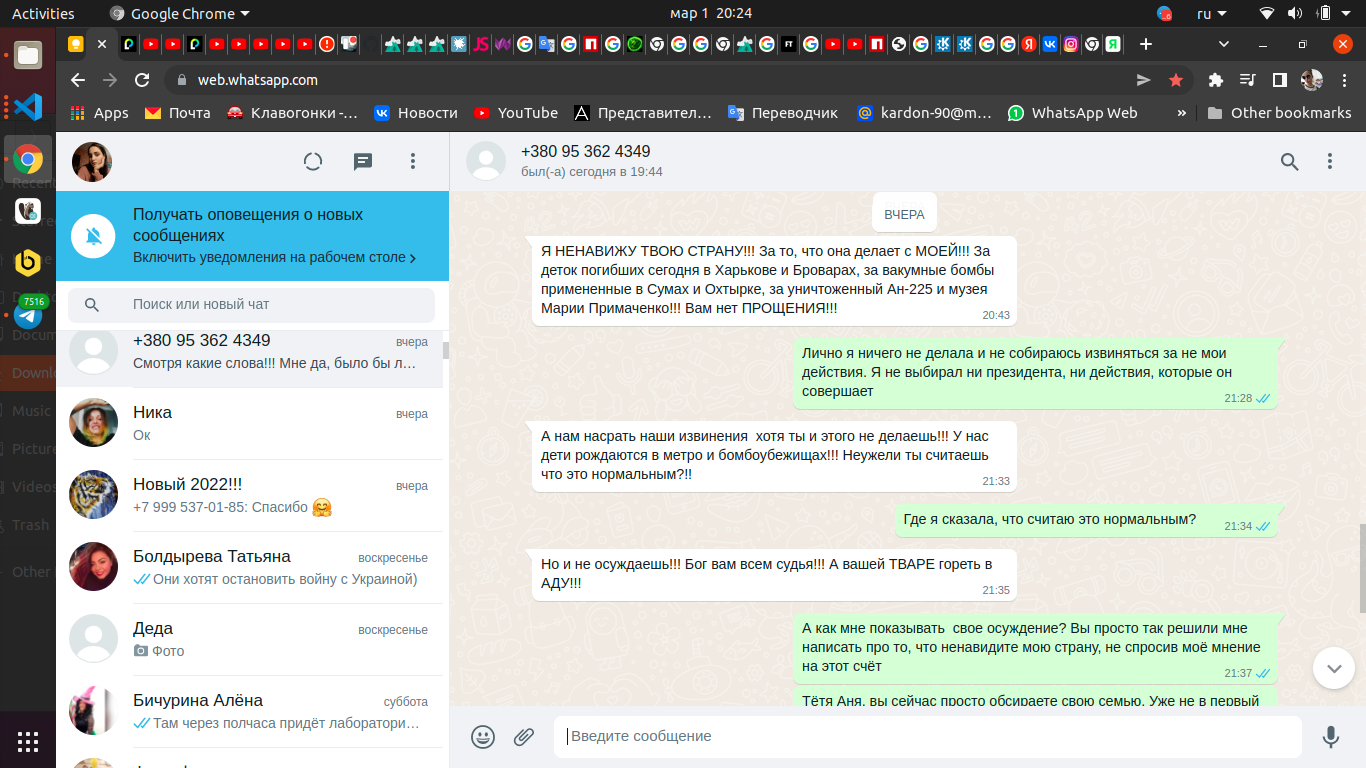 Activities
Google Chrome
мар 1 20:24
ru
web.whatsapp.com
Apps
Почта
Клавогонки -...
Новости
YouTube
Представител...
Переводчик
kardon-90@m...
WhatsApp Web
»
Other bookmarks
7516
Music
Trash
+380 95 362 4349
был(-а) сегодня в 19:44
Получать оповещения о новых
сообщениях
Включить уведомления на рабочем столе
Поиск или новый чат
+380 95 362 4349
вчера
Смотря какие слова!!! Мне да, было бы л…
Ника
вчера
Ок
Новый 2022!!!
вчера
+7 999 537-01-85: Спасибо 🤗
Болдырева Татьяна
воскресенье
Они хотят остановить войну с Украиной)
Деда
воскресенье
Фото
Бичурина Алёна
суббота
Там через полчаса придёт лаборатори…
ВЧЕРА
Я НЕНАВИЖУ ТВОЮ СТРАНУ!!! За то, что она делает с МОЕЙ!!! За
деток погибших сегодня в Харькове и Броварах, за вакумные бомбы
примененные в Сумах и Охтырке, за уничтоженный Ан-225 и музея
Марии Примаченко!!! Вам нет ПРОЩЕНИЯ!!!
20:43
Лично я ничего не делала и не собираюсь извиняться за не мои
действия. Я не выбирал ни президента, ни действия, которые он
совершает
21:28
А нам насрать наши извинения  хотя ты и этого не делаешь!!! У нас
дети рождаются в метро и бомбоубежищах!!! Неужели ты считаешь
что это нормальным?!!
21:33
Где я сказала, что считаю это нормальным?
21:34
Но и не осуждаешь!!! Бог вам всем судья!!! А вашей ТВАРЕ гореть в
АДУ!!!
21:35
А как мне показывать  свое осуждение? Вы просто так решили мне
написать про то, что ненавидите мою страну, не спросив моё мнение
на этот счёт
21:37
Тётя Аня, вы сейчас просто обсираете свою семью. Уже не в первый
Введите сообщение